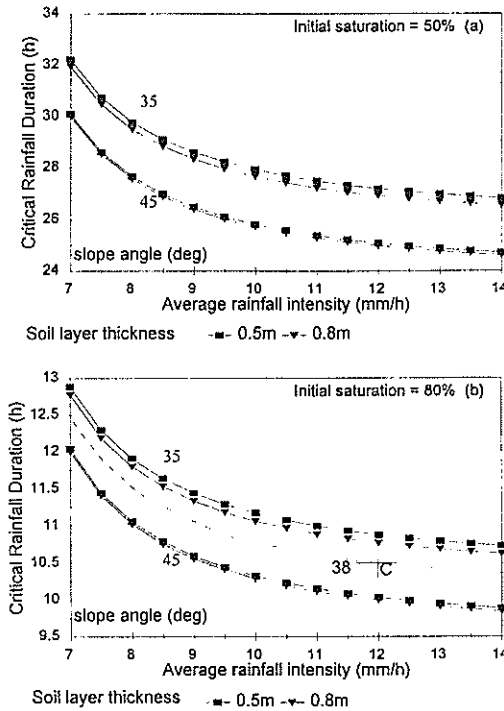 Initial saturation = 50% (a)
Critical Rainfall Duration (h)
34
32
30
28
26
24
35
45
slope angle (deg)
7 8 9 10 11 12 13 14
Average rainfall intensity (mm/h)
Soil layer thickness 0.5m 0.8m
Initial saturation = 80% (b)
Critical Rainfall Duration (h)
13
12.5
12
11.5
11
10.5
10
9.5
35
38 C
45
slope angle (deg)
7 8 9 10 11 12 13 14
Average rainfall intensity (mm/h)
Soil layer thickness 0.5m 0.8m